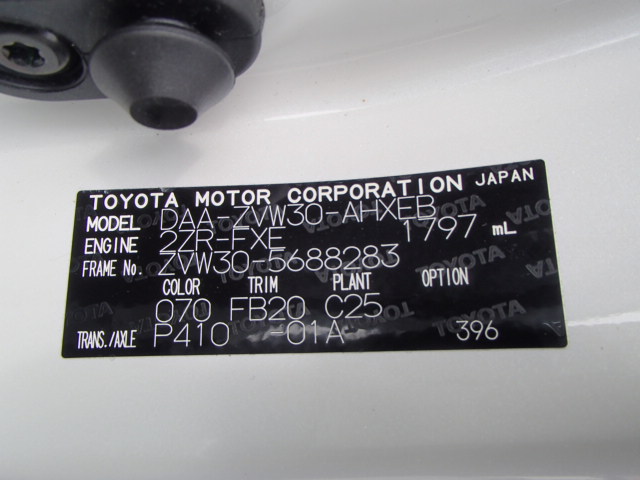 TOYOTA MOTOR CORPORATION JAPAN
MODEL DAA-ZVW30-AHXEB
ENGINE 2ZR-FXE 1797 mL
FRAME No. ZVW30-5688283
COLOR TRIM PLANT OPTION
070 FB20 C25
TRANS./AXLE P410 -01A 396